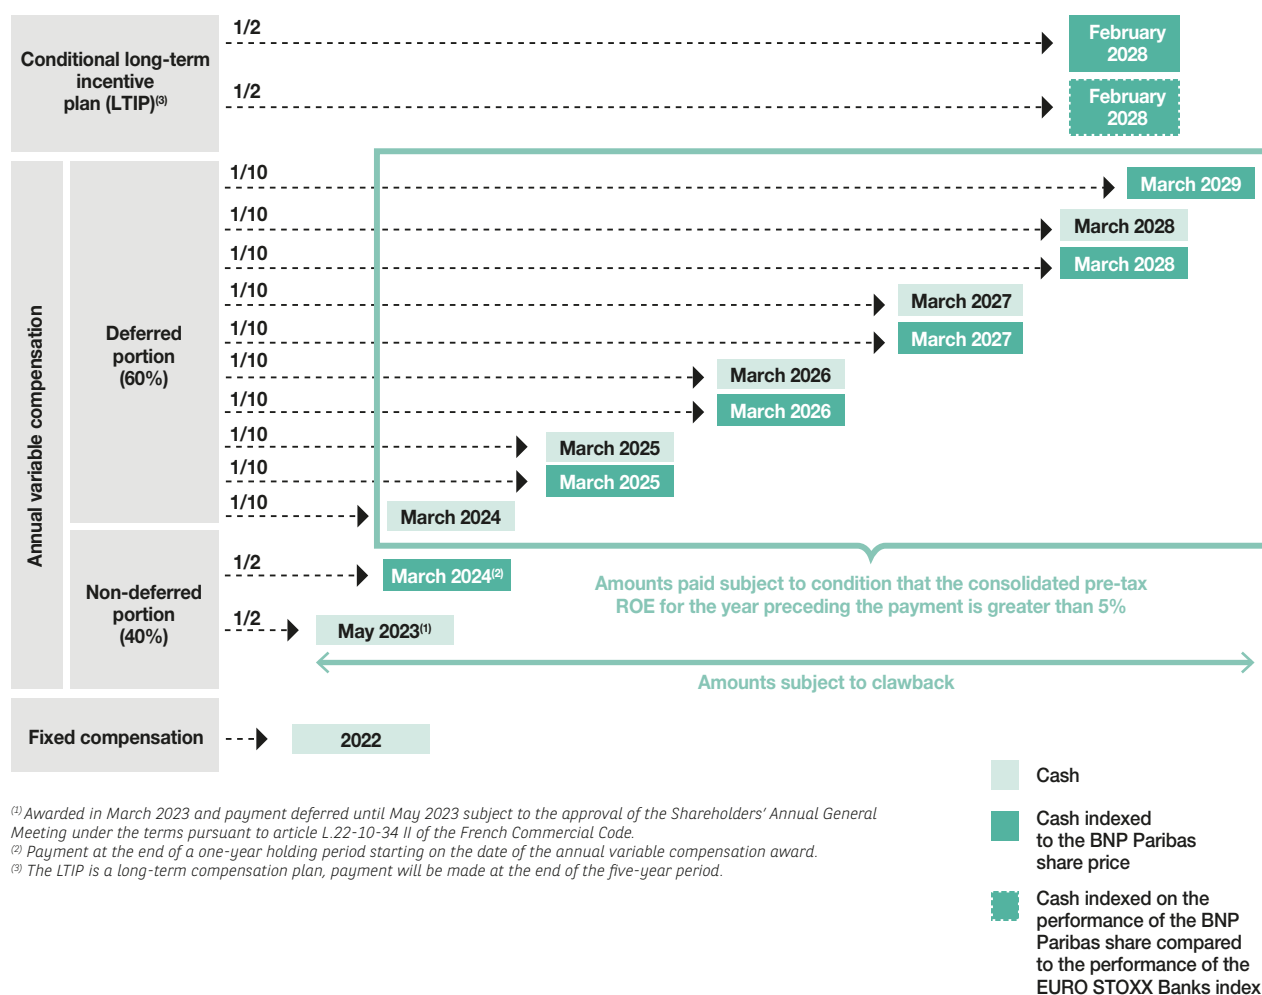 Conditional long-term
incentive
plan (LTIP)(3)
1/2
February
2028
1/2
February
2028
Annual variable compensation
Deferred
portion
(60%)
1/10
March 2029
1/10
March 2028
1/10
March 2028
1/10
March 2027
1/10
March 2027
1/10
March 2026
1/10
March 2026
1/10
March 2025
1/10
March 2025
1/10
March 2024
Non-deferred
portion
(40%)
1/2
March 2024(2)
1/2
May 2023(1)
Amounts paid subject to condition that the consolidated pre-tax
ROE for the year preceding the payment is greater than 5%
Amounts subject to clawback
Fixed compensation
2022
Cash
Cash indexed
to the BNP Paribas
share price
Cash indexed on the
performance of the BNP
Paribas share compared
to the performance of the
EURO STOXX Banks index
(1) Awarded in March 2023 and payment deferred until May 2023 subject to the approval of the Shareholders' Annual General
Meeting under the terms pursuant to article L.22-10-34 II of the French Commercial Code.
(2) Payment at the end of a one-year holding period starting on the date of the annual variable compensation award.
(3) The LTIP is a long-term compensation plan, payment will be made at the end of the five-year period.